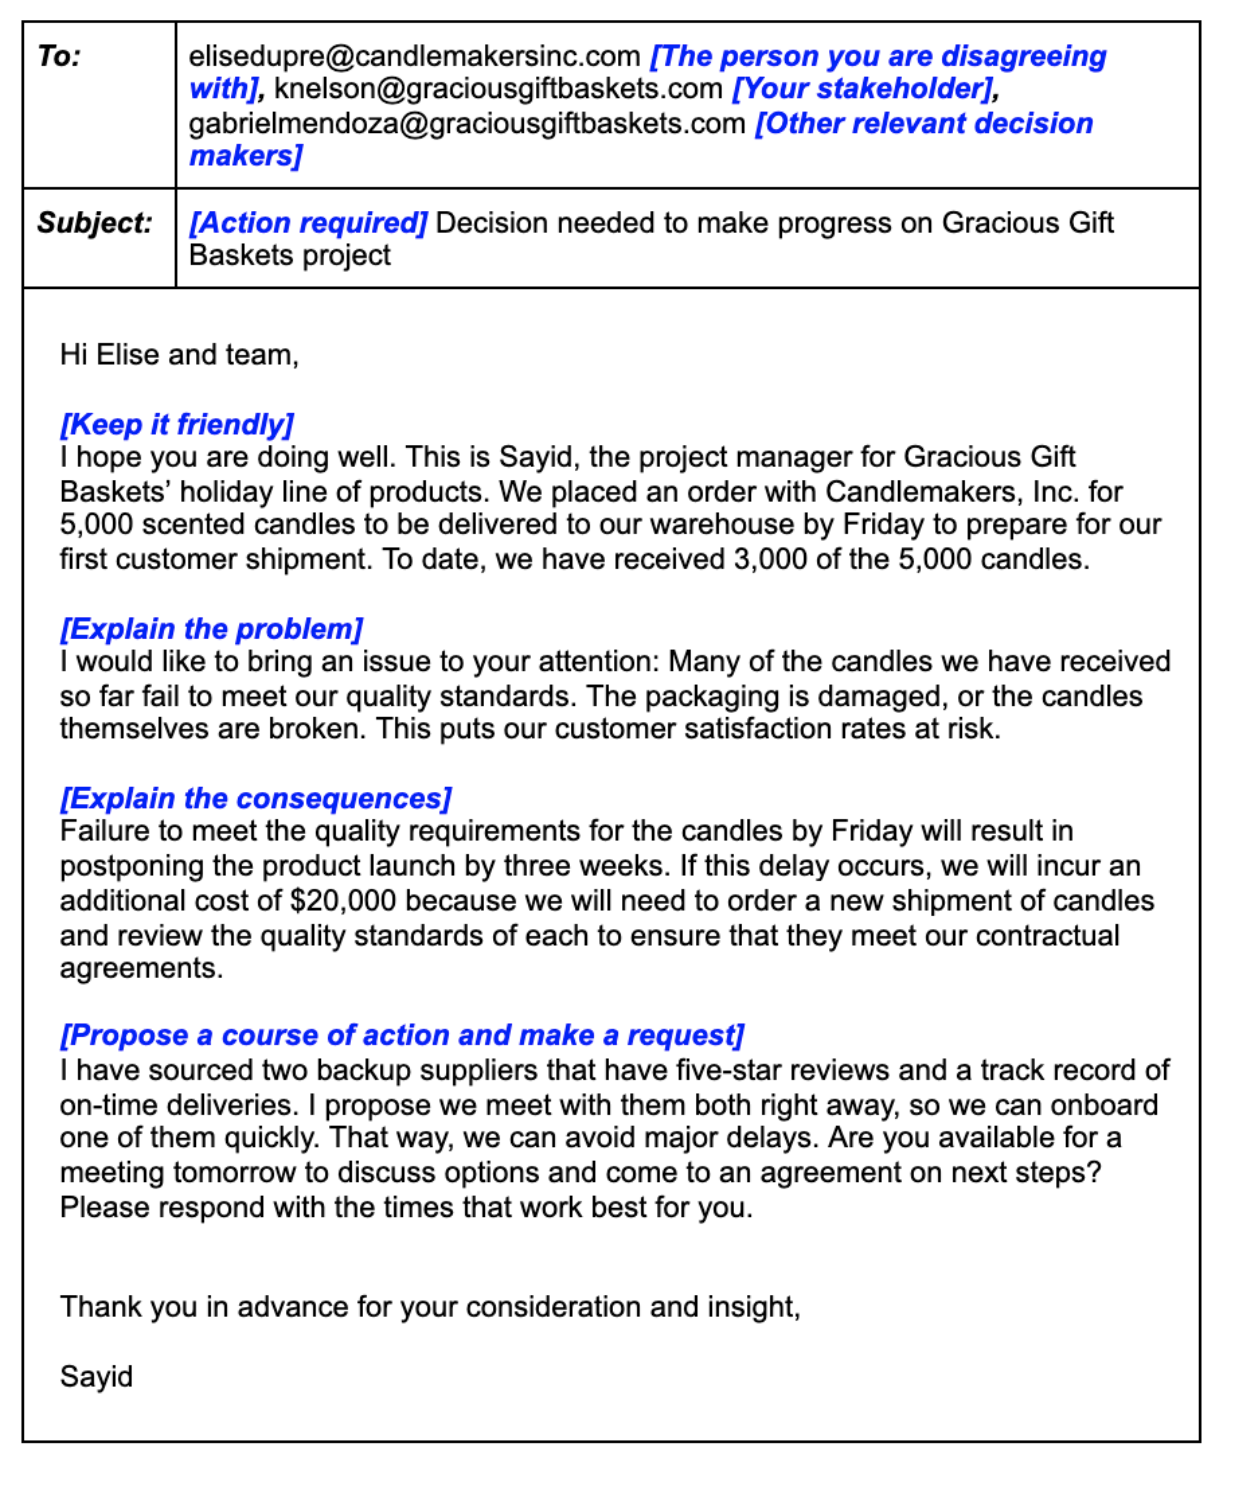 To:
elisedupre@candlemakersinc.com [The person you are disagreeing
with], knelson@graciousgiftbaskets.com [Your stakeholder],
gabrielmendoza@graciousgiftbaskets.com [Other relevant decision
makers]
Subject:
[Action required] Decision needed to make progress on Gracious Gift
Baskets project
Hi Elise and team,
[Keep it friendly]
I hope you are doing well. This is Sayid, the project manager for Gracious Gift
Baskets’ holiday line of products. We placed an order with Candlemakers, Inc. for
5,000 scented candles to be delivered to our warehouse by Friday to prepare for our
first customer shipment. To date, we have received 3,000 of the 5,000 candles.
[Explain the problem]
I would like to bring an issue to your attention: Many of the candles we have received
so far fail to meet our quality standards. The packaging is damaged, or the candles
themselves are broken. This puts our customer satisfaction rates at risk.
[Explain the consequences]
Failure to meet the quality requirements for the candles by Friday will result in
postponing the product launch by three weeks. If this delay occurs, we will incur an
additional cost of $20,000 because we will need to order a new shipment of candles
and review the quality standards of each to ensure that they meet our contractual
agreements.
[Propose a course of action and make a request]
I have sourced two backup suppliers that have five-star reviews and a track record of
on-time deliveries. I propose we meet with them both right away, so we can onboard
one of them quickly. That way, we can avoid major delays. Are you available for a
meeting tomorrow to discuss options and come to an agreement on next steps?
Please respond with the times that work best for you.
Thank you in advance for your consideration and insight,
Sayid